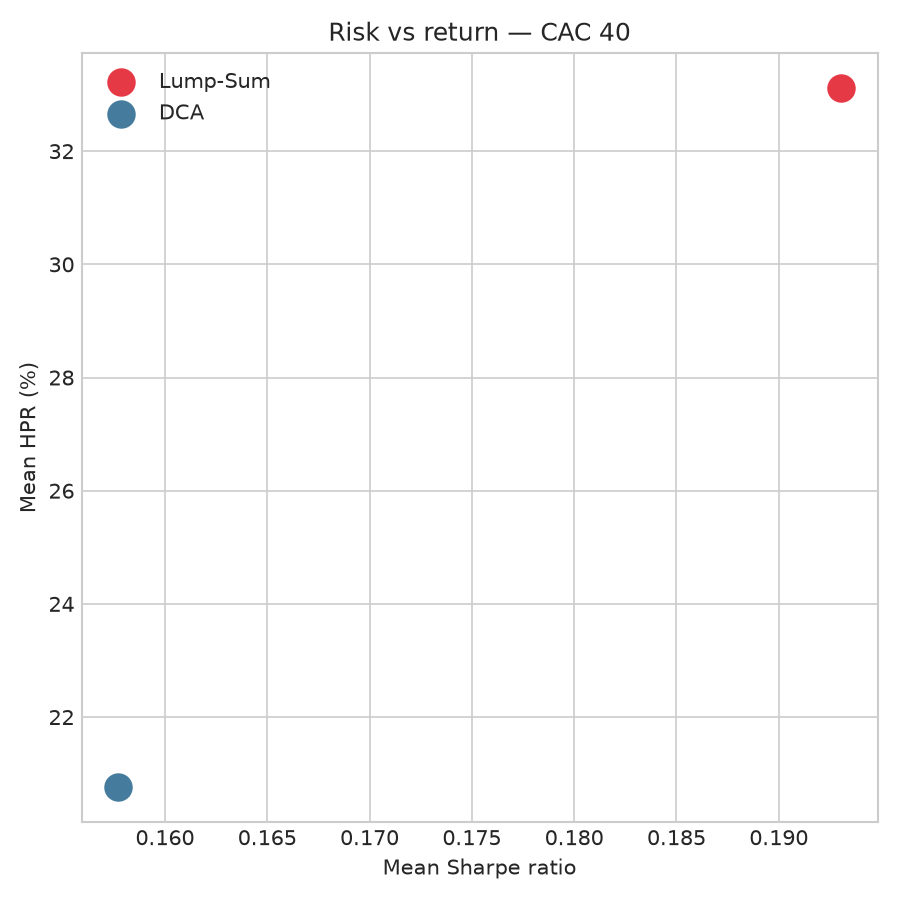 Risk vs return — CAC 40
Lump-Sum
DCA
Mean HPR (%)
32
30
28
26
24
22
0.160 0.165 0.170 0.175 0.180 0.185 0.190
Mean Sharpe ratio